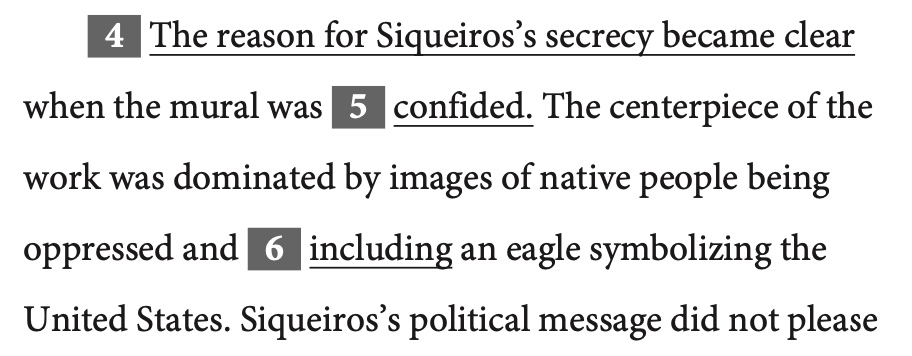 4 The reason for Siqueiros’s secrecy became clear
when the mural was 5 confided. The centerpiece of the
work was dominated by images of native people being
oppressed and 6 including an eagle symbolizing the
United States. Siqueiros’s political message did not please